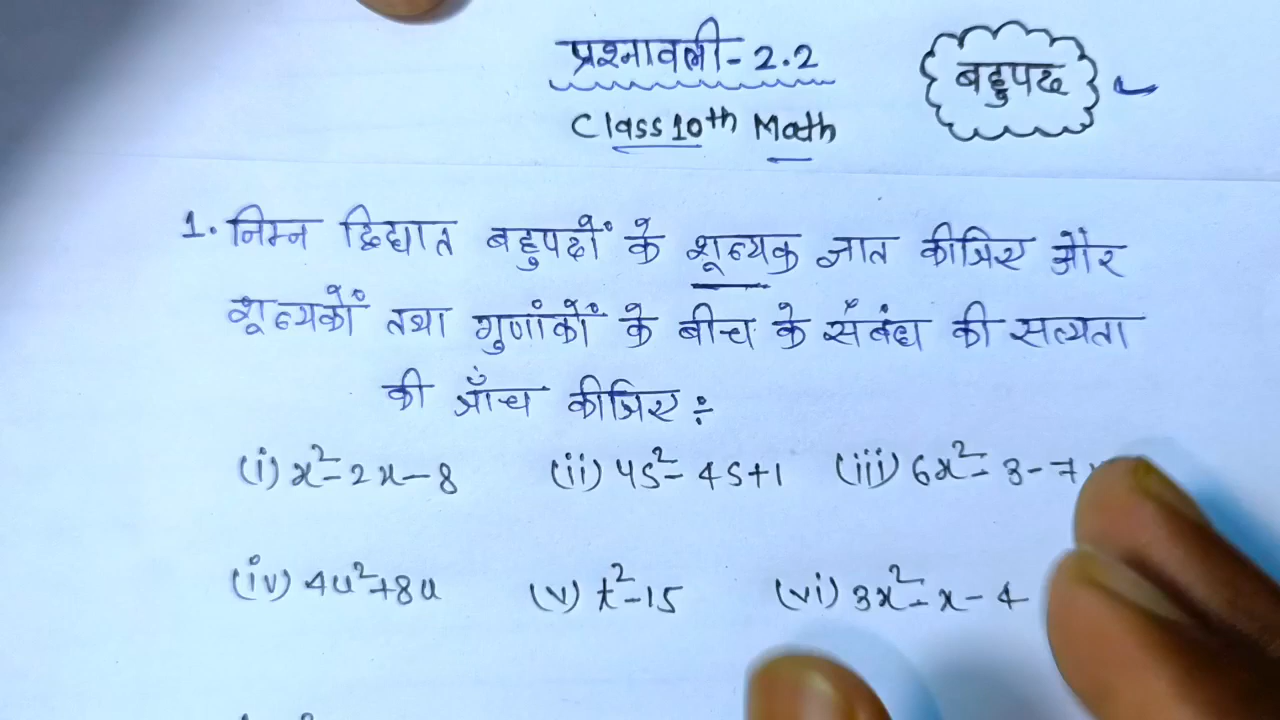 प्रश्नावली - 2.2
बहुपद
Class 10th Math
1. निम्न द्विघात बहुपदों के शून्यक ज्ञात कीजिए और
शून्यकों तथा गुणांकों के बीच के संबंध की सत्यता
की जाँच कीजिए :
(i) x² - 2x - 8 (ii) 4s² - 4s + 1 (iii) 6x² - 3 - 7
(iv) 4u² + 8u (v) t² - 15 (vi) 3x² - x - 4